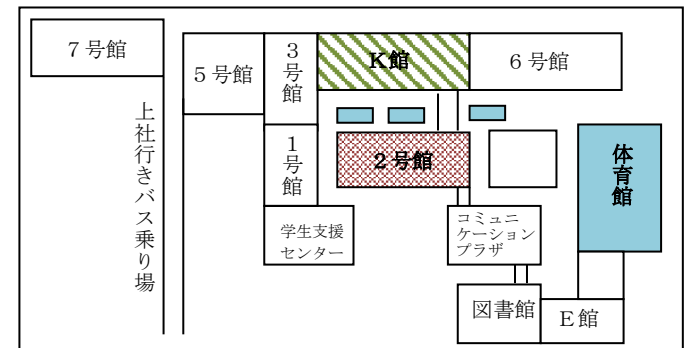 ７号館
５号館
３号館
K館
６号館
上社行きバス乗り場
１号館
２号館
体育館
学生支援
センター
コミュニ
ケーション
プラザ
図書館
Ｅ館